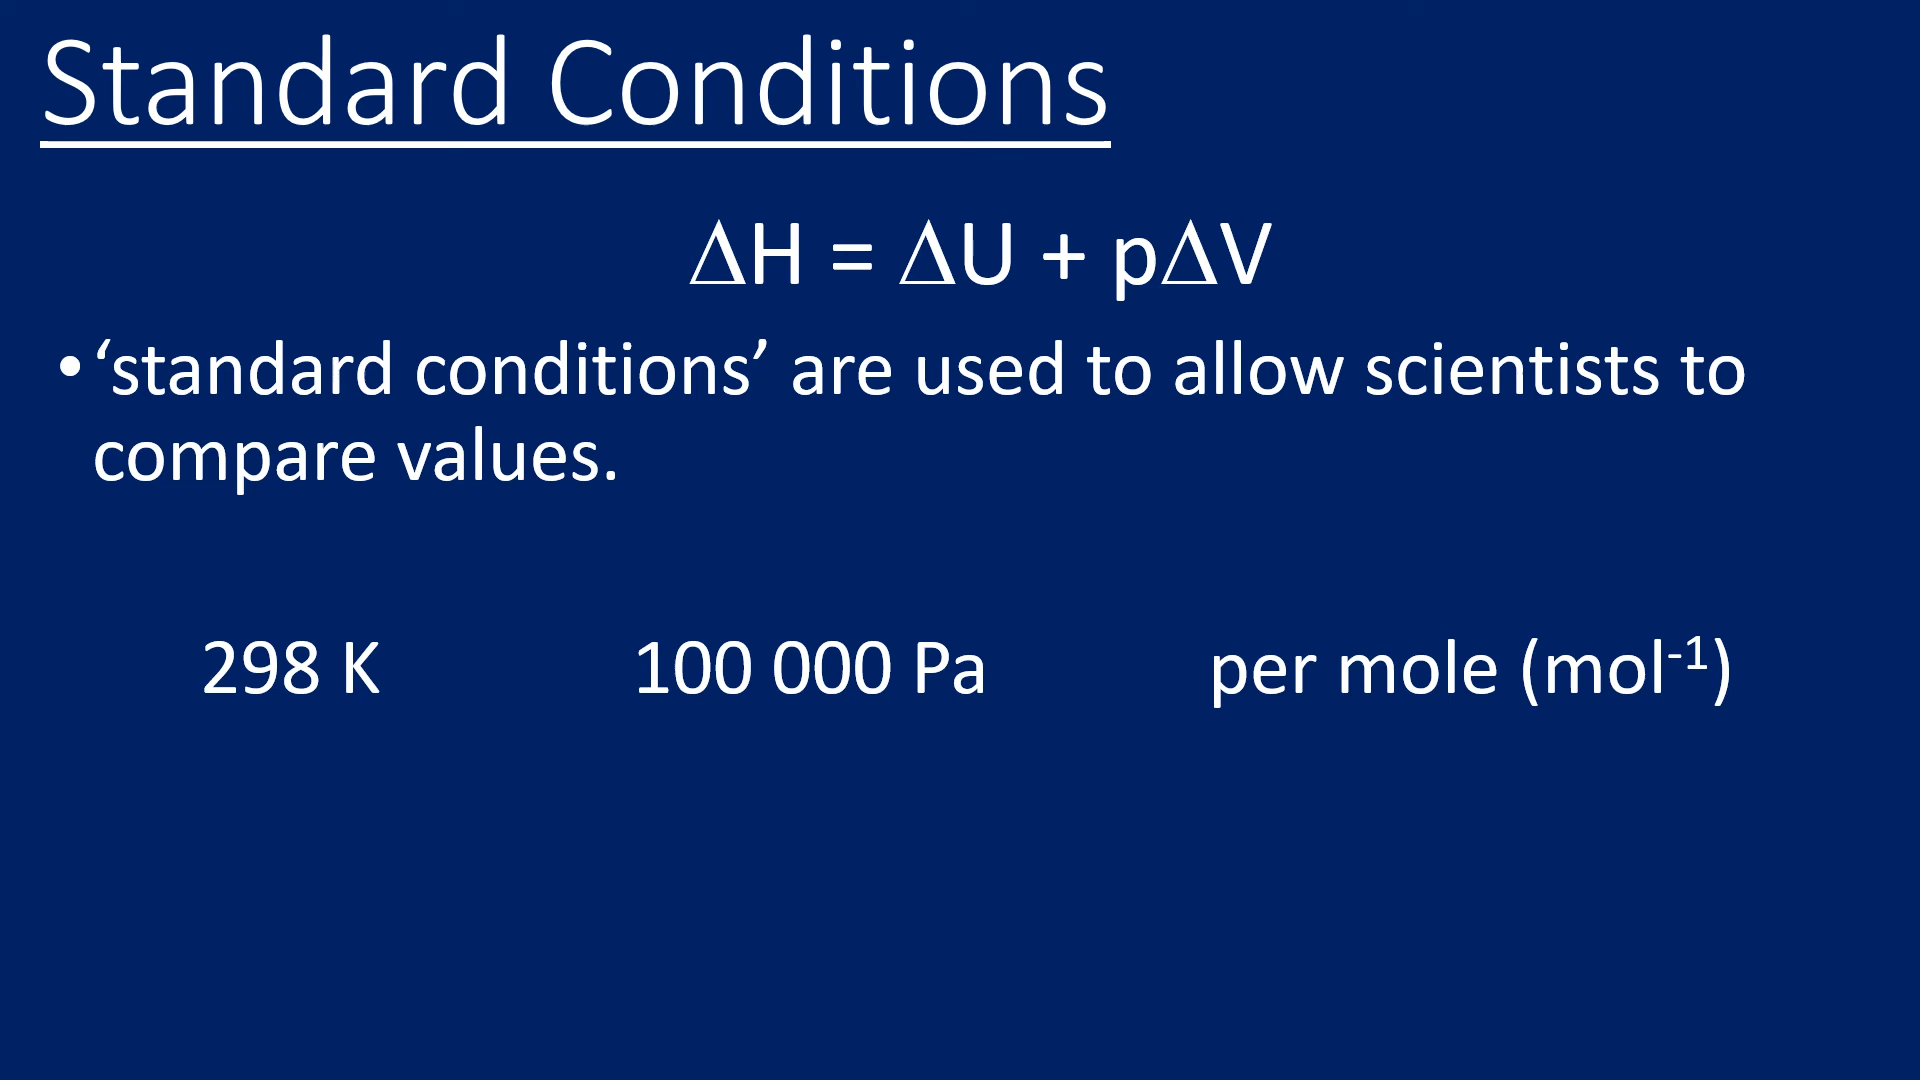 Standard Conditions
ΔH = ΔU + pΔV
• ‘standard conditions’ are used to allow scientists to
compare values.
298 K 100 000 Pa per mole (mol⁻¹)